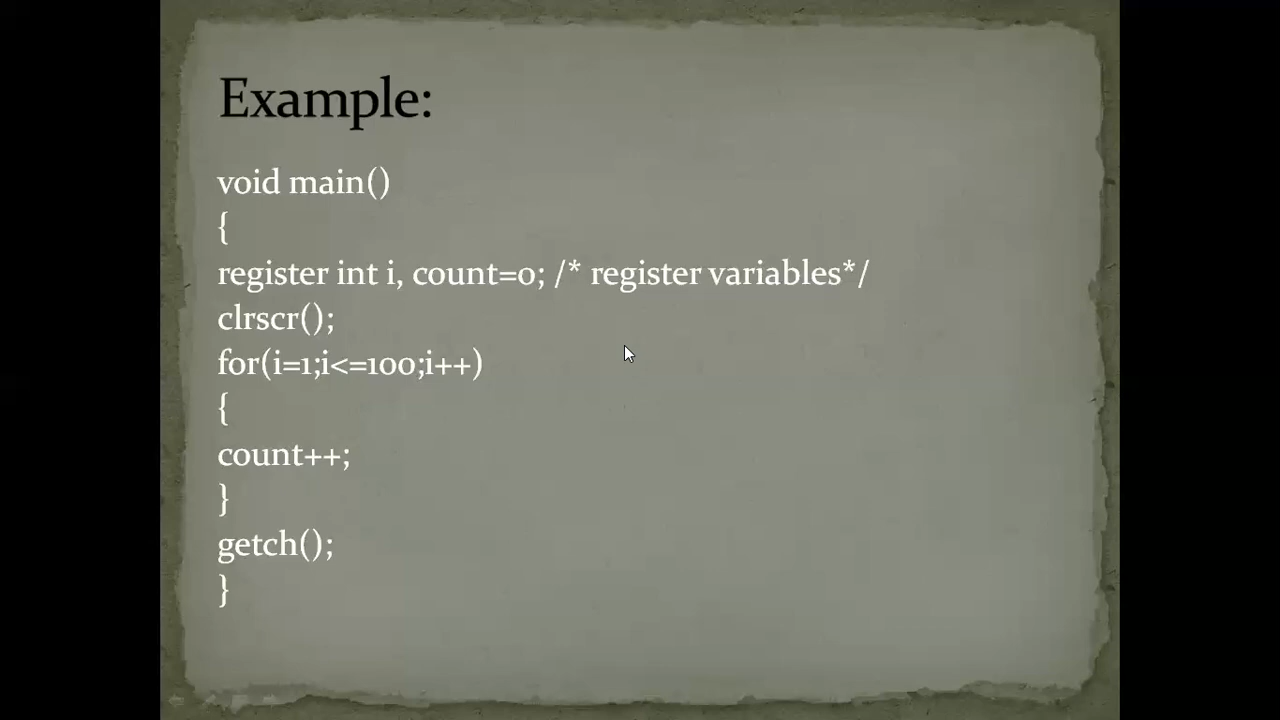 Example:
void main()
{
register int i, count=0; /* register variables*/
clrscr();
for(i=1;i<=100;i++)
{
count++;
}
getch();
}